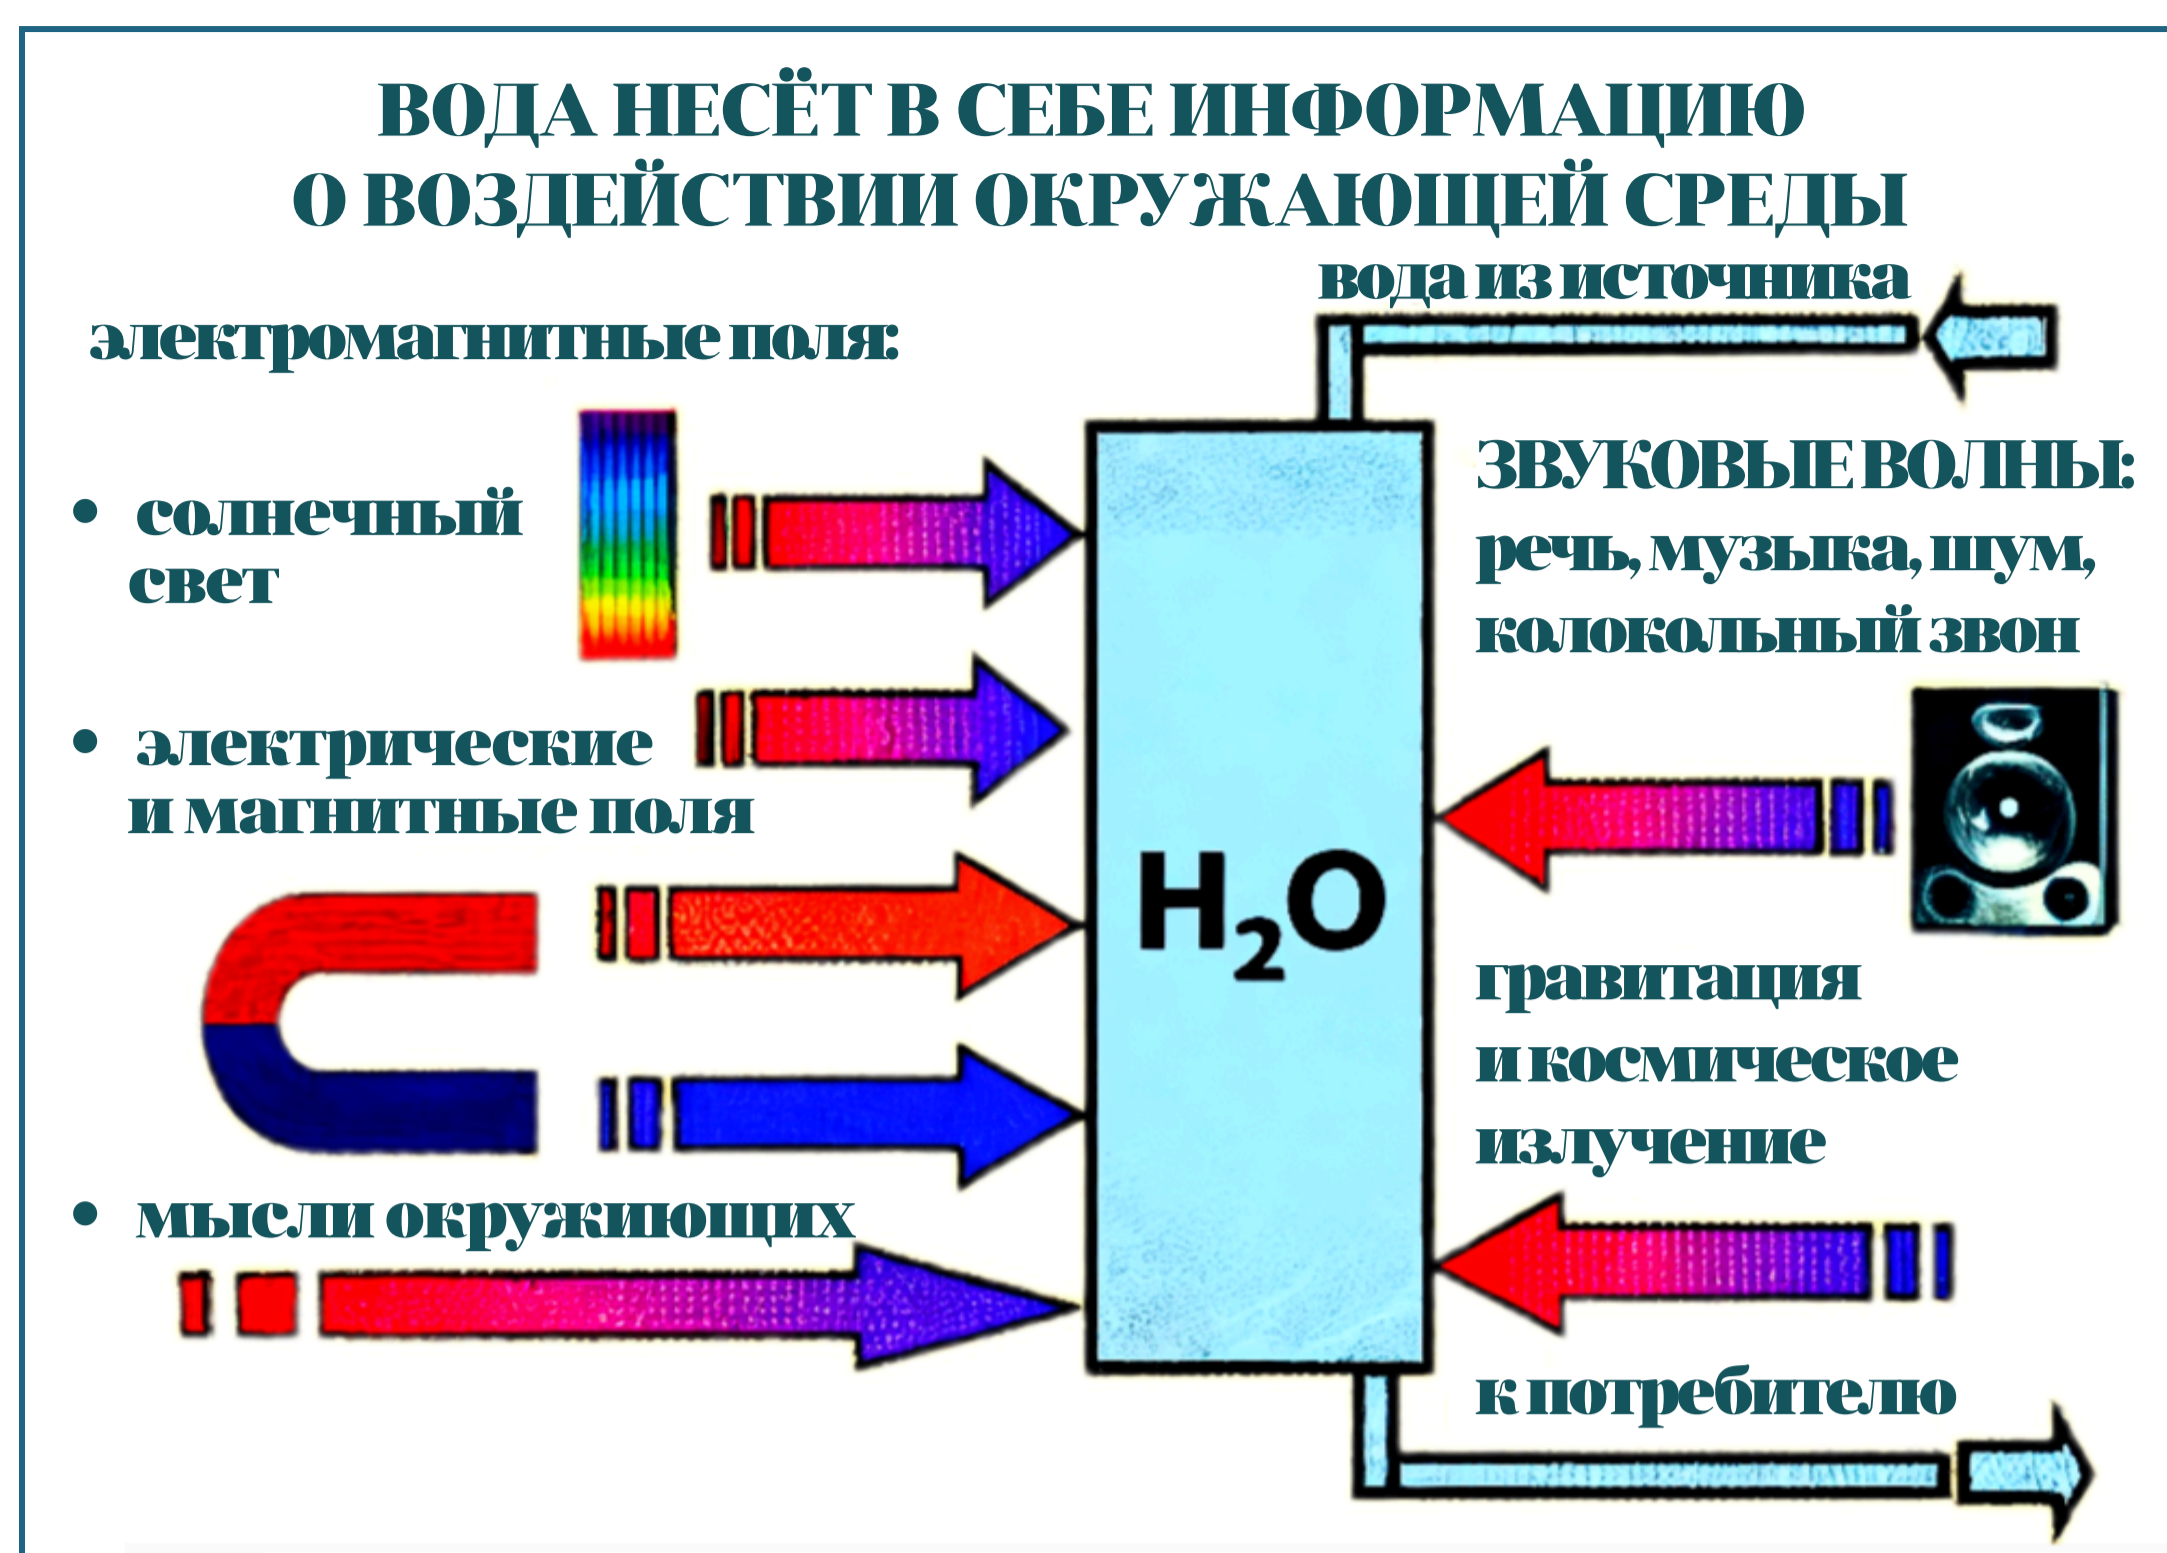 ВОДА НЕСЁТ В СЕБЕ ИНФОРМАЦИЮ
О ВОЗДЕЙСТВИИ ОКРУЖАЮЩЕЙ СРЕДЫ
вода из источника
электромагнитные поля:
• солнечный
свет
• электрические
и магнитные поля
• мысли окружиющих
H₂O
ЗВУКОВЫЕ ВОЛНЫ:
речь, музыка, шум,
колокольный звон
гравитация
и космическое
излучение
к потребителю